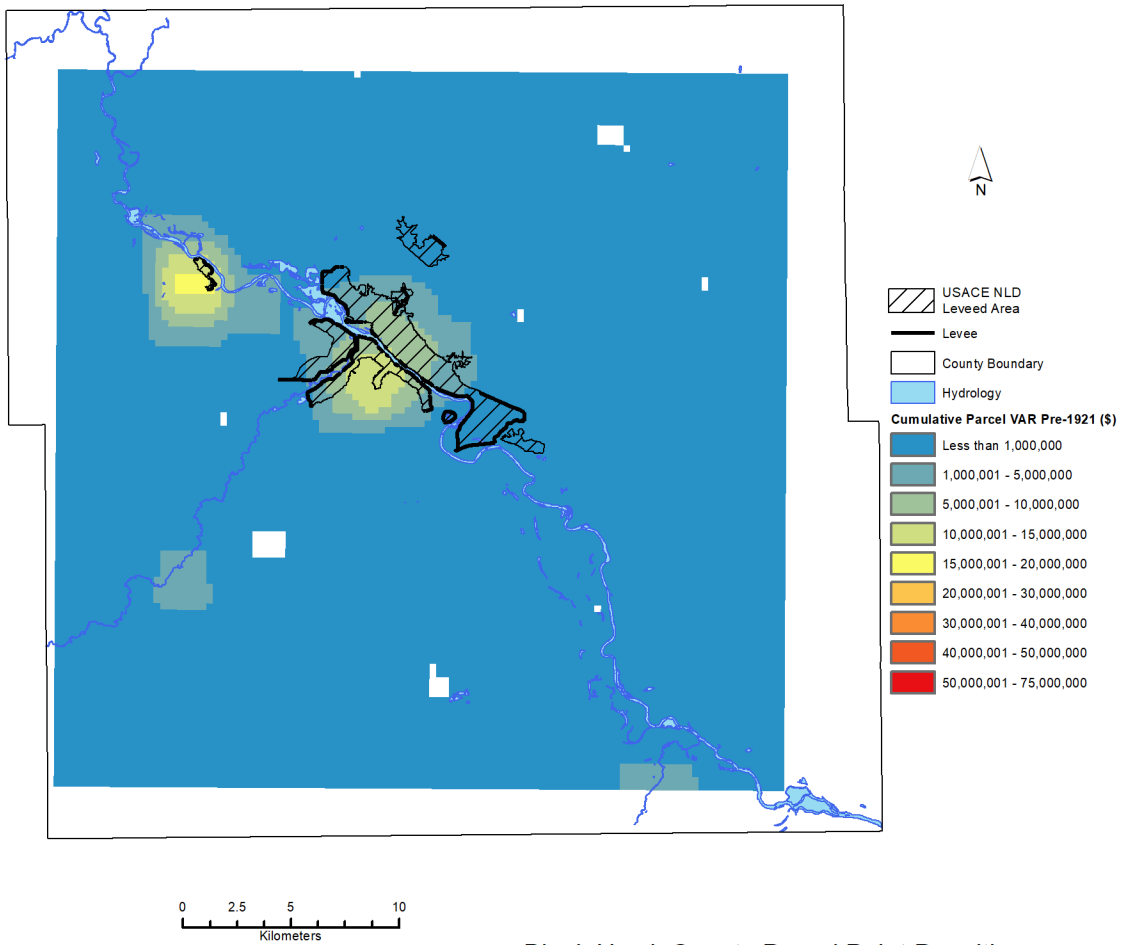 N
USACE NLD
Leveed Area
Levee
County Boundary
Hydrology
Cumulative Parcel VAR Pre-1921 ($)
Less than 1,000,000
1,000,001 - 5,000,000
5,000,001 - 10,000,000
10,000,001 - 15,000,000
15,000,001 - 20,000,000
20,000,001 - 30,000,000
30,000,001 - 40,000,000
40,000,001 - 50,000,000
50,000,001 - 75,000,000
0 2.5 5 10
Kilometers